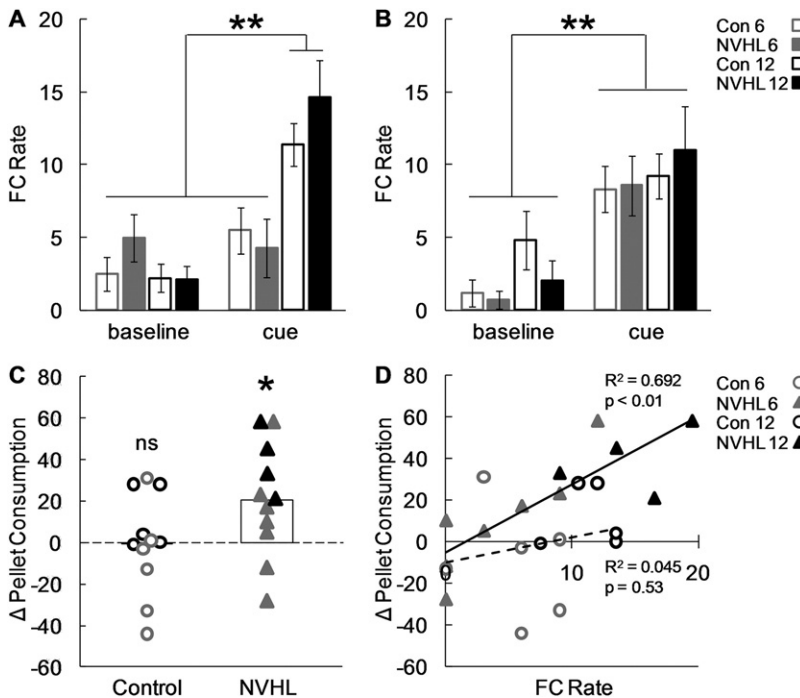 A
20
15
10
5
0
FC Rate
**
baseline
cue
B
20
15
10
5
0
FC Rate
**
baseline
cue
Con 6
NVHL 6
Con 12
NVHL 12
C
80
60
40
20
0
-20
-40
-60
Δ Pellet Consumption
ns
*
Control
NVHL
D
80
60
40
20
0
-20
-40
-60
Δ Pellet Consumption
R² = 0.692
p < 0.01
0
10
20
R² = 0.045
p = 0.53
FC Rate
Con 6
NVHL 6
Con 12
NVHL 12